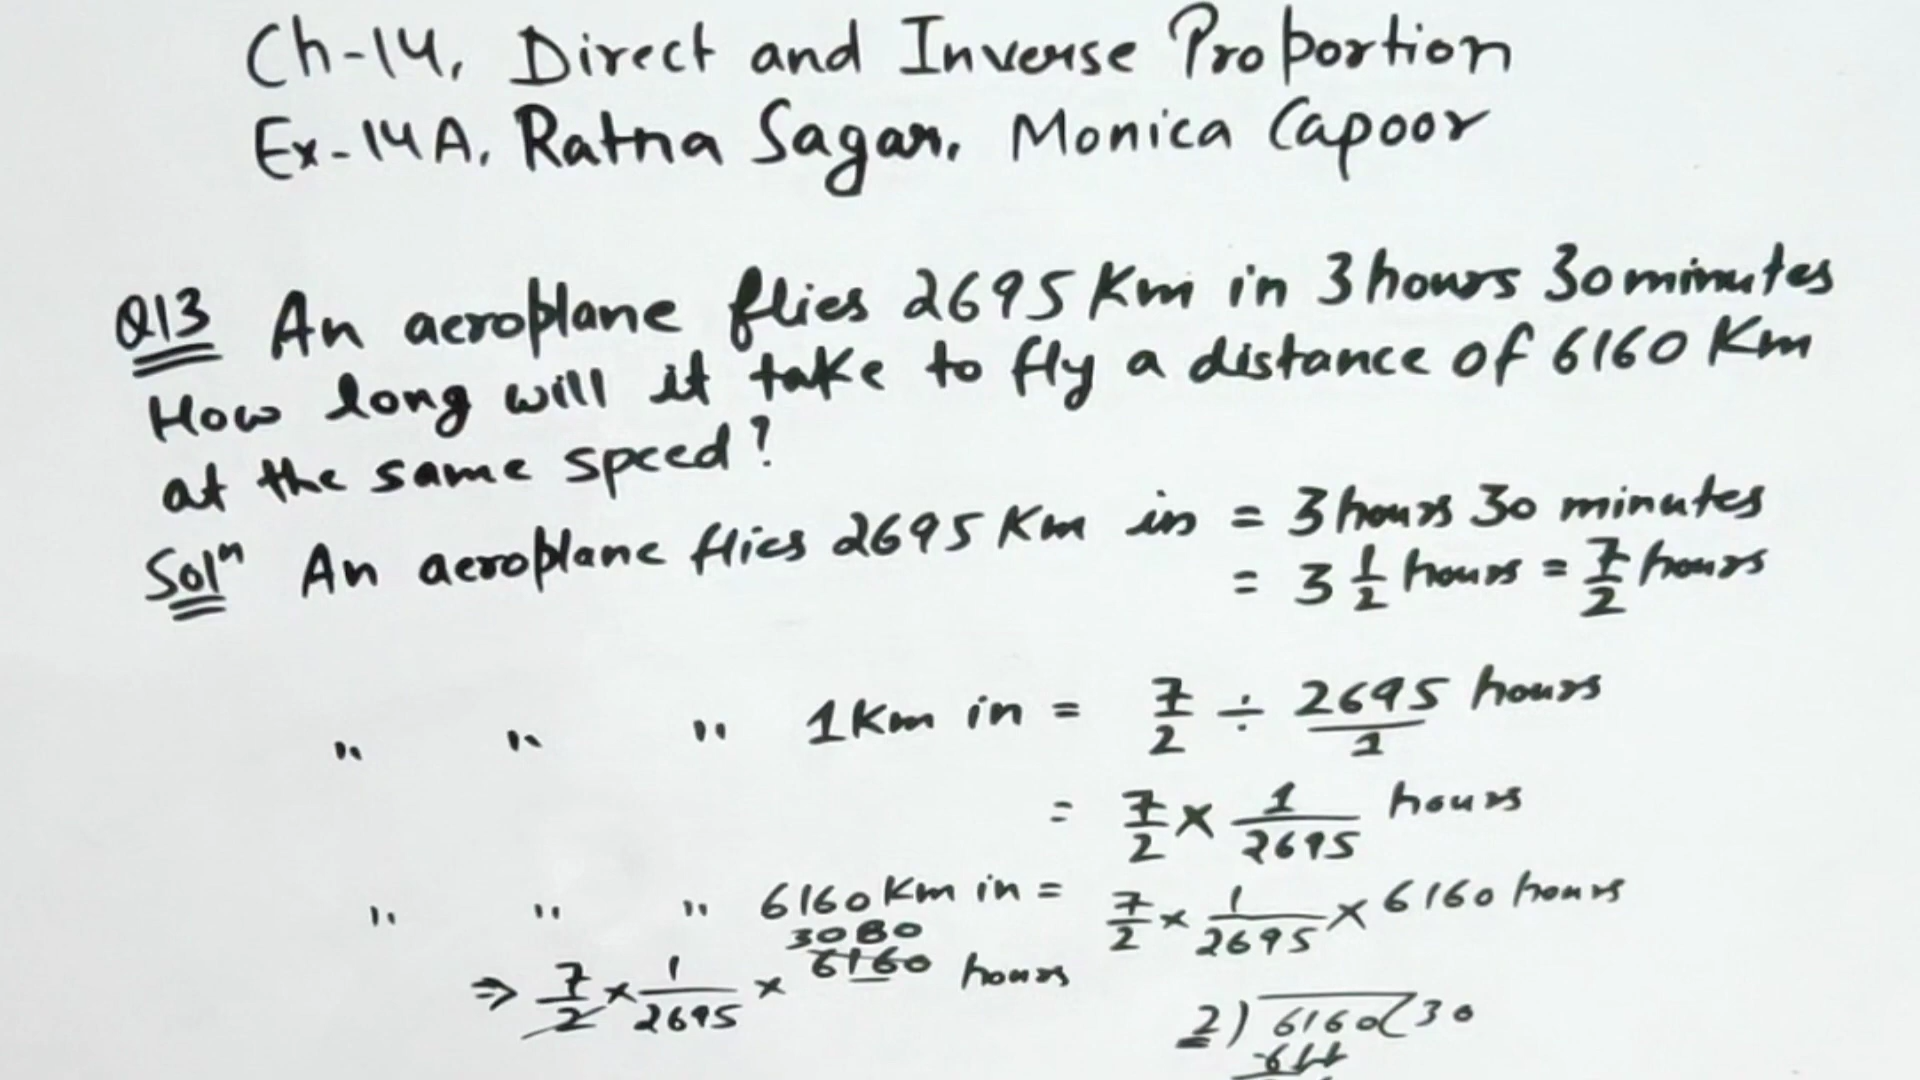 Ch-14, Direct and Inverse Proportion
Ex-14A, Ratna Sagar, Monica Capoor
Q13 An aeroplane flies 2695 Km in 3 hours 30 minutes
How long will it take to fly a distance of 6160 Km
at the same speed?
Solⁿ An aeroplane flies 2695 Km in = 3 hours 30 minutes
= 3 1/2 hours = 7/2 hours
" " " 1 Km in = 7/2 ÷ 2695/1 hours
= 7/2 × 1/2695 hours
" " " 6160 Km in = 7/2 × 1/2695 × 6160 hours
3080
⇒ 7/2 × 1/2695 × 6160 hours
2) 6160 ( 30